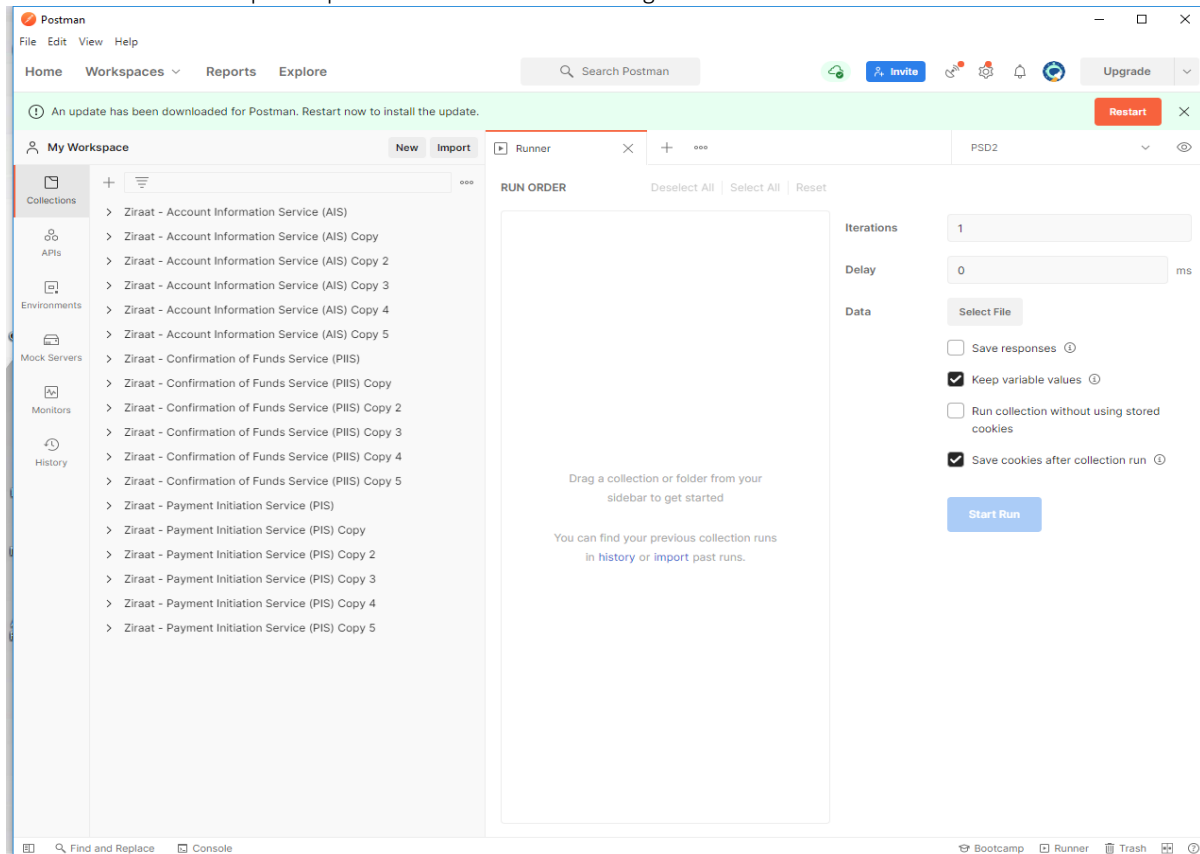 Postman
File Edit View Help
Home Workspaces Reports Explore Search Postman Invite Upgrade
An update has been downloaded for Postman. Restart now to install the update. Restart
My Workspace New Import Runner PSD2
Collections
APIs
Environments
Mock Servers
Monitors
History
Ziraat - Account Information Service (AIS)
Ziraat - Account Information Service (AIS) Copy
Ziraat - Account Information Service (AIS) Copy 2
Ziraat - Account Information Service (AIS) Copy 3
Ziraat - Account Information Service (AIS) Copy 4
Ziraat - Account Information Service (AIS) Copy 5
Ziraat - Confirmation of Funds Service (PIIS)
Ziraat - Confirmation of Funds Service (PIIS) Copy
Ziraat - Confirmation of Funds Service (PIIS) Copy 2
Ziraat - Confirmation of Funds Service (PIIS) Copy 3
Ziraat - Confirmation of Funds Service (PIIS) Copy 4
Ziraat - Confirmation of Funds Service (PIIS) Copy 5
Ziraat - Payment Initiation Service (PIS)
Ziraat - Payment Initiation Service (PIS) Copy
Ziraat - Payment Initiation Service (PIS) Copy 2
Ziraat - Payment Initiation Service (PIS) Copy 3
Ziraat - Payment Initiation Service (PIS) Copy 4
Ziraat - Payment Initiation Service (PIS) Copy 5
RUN ORDER Deselect All Select All Reset
Drag a collection or folder from your
sidebar to get started
You can find your previous collection runs
in history or import past runs.
Iterations 1
Delay 0 ms
Data Select File
Save responses
Keep variable values
Run collection without using stored
cookies
Save cookies after collection run
Start Run
Find and Replace Console Bootcamp Runner Trash